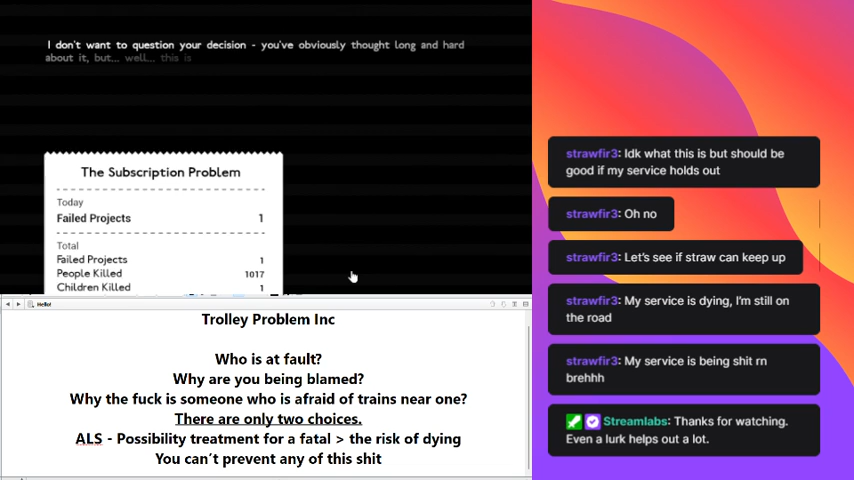 I don't want to question your decision - you've obviously thought long and hard
about it, but... well... this is
The Subscription Problem
Today
Failed Projects 1
Total
Failed Projects 1
People Killed 1017
Children Killed 1
Hello!
Trolley Problem Inc
Who is at fault?
Why are you being blamed?
Why the fuck is someone who is afraid of trains near one?
There are only two choices.
ALS - Possibility treatment for a fatal > the risk of dying
You can't prevent any of this shit
strawfir3: Idk what this is but should be
good if my service holds out
strawfir3: Oh no
strawfir3: Let's see if straw can keep up
strawfir3: My service is dying, I'm still on
the road
strawfir3: My service is being shit rn
brehhh
Streamlabs: Thanks for watching.
Even a lurk helps out a lot.